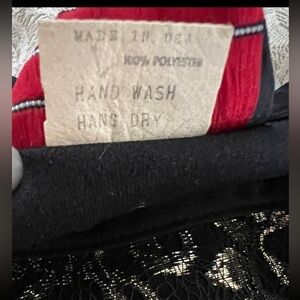 MADE IN USA
100% POLYESTER
HAND WASH
HANG DRY